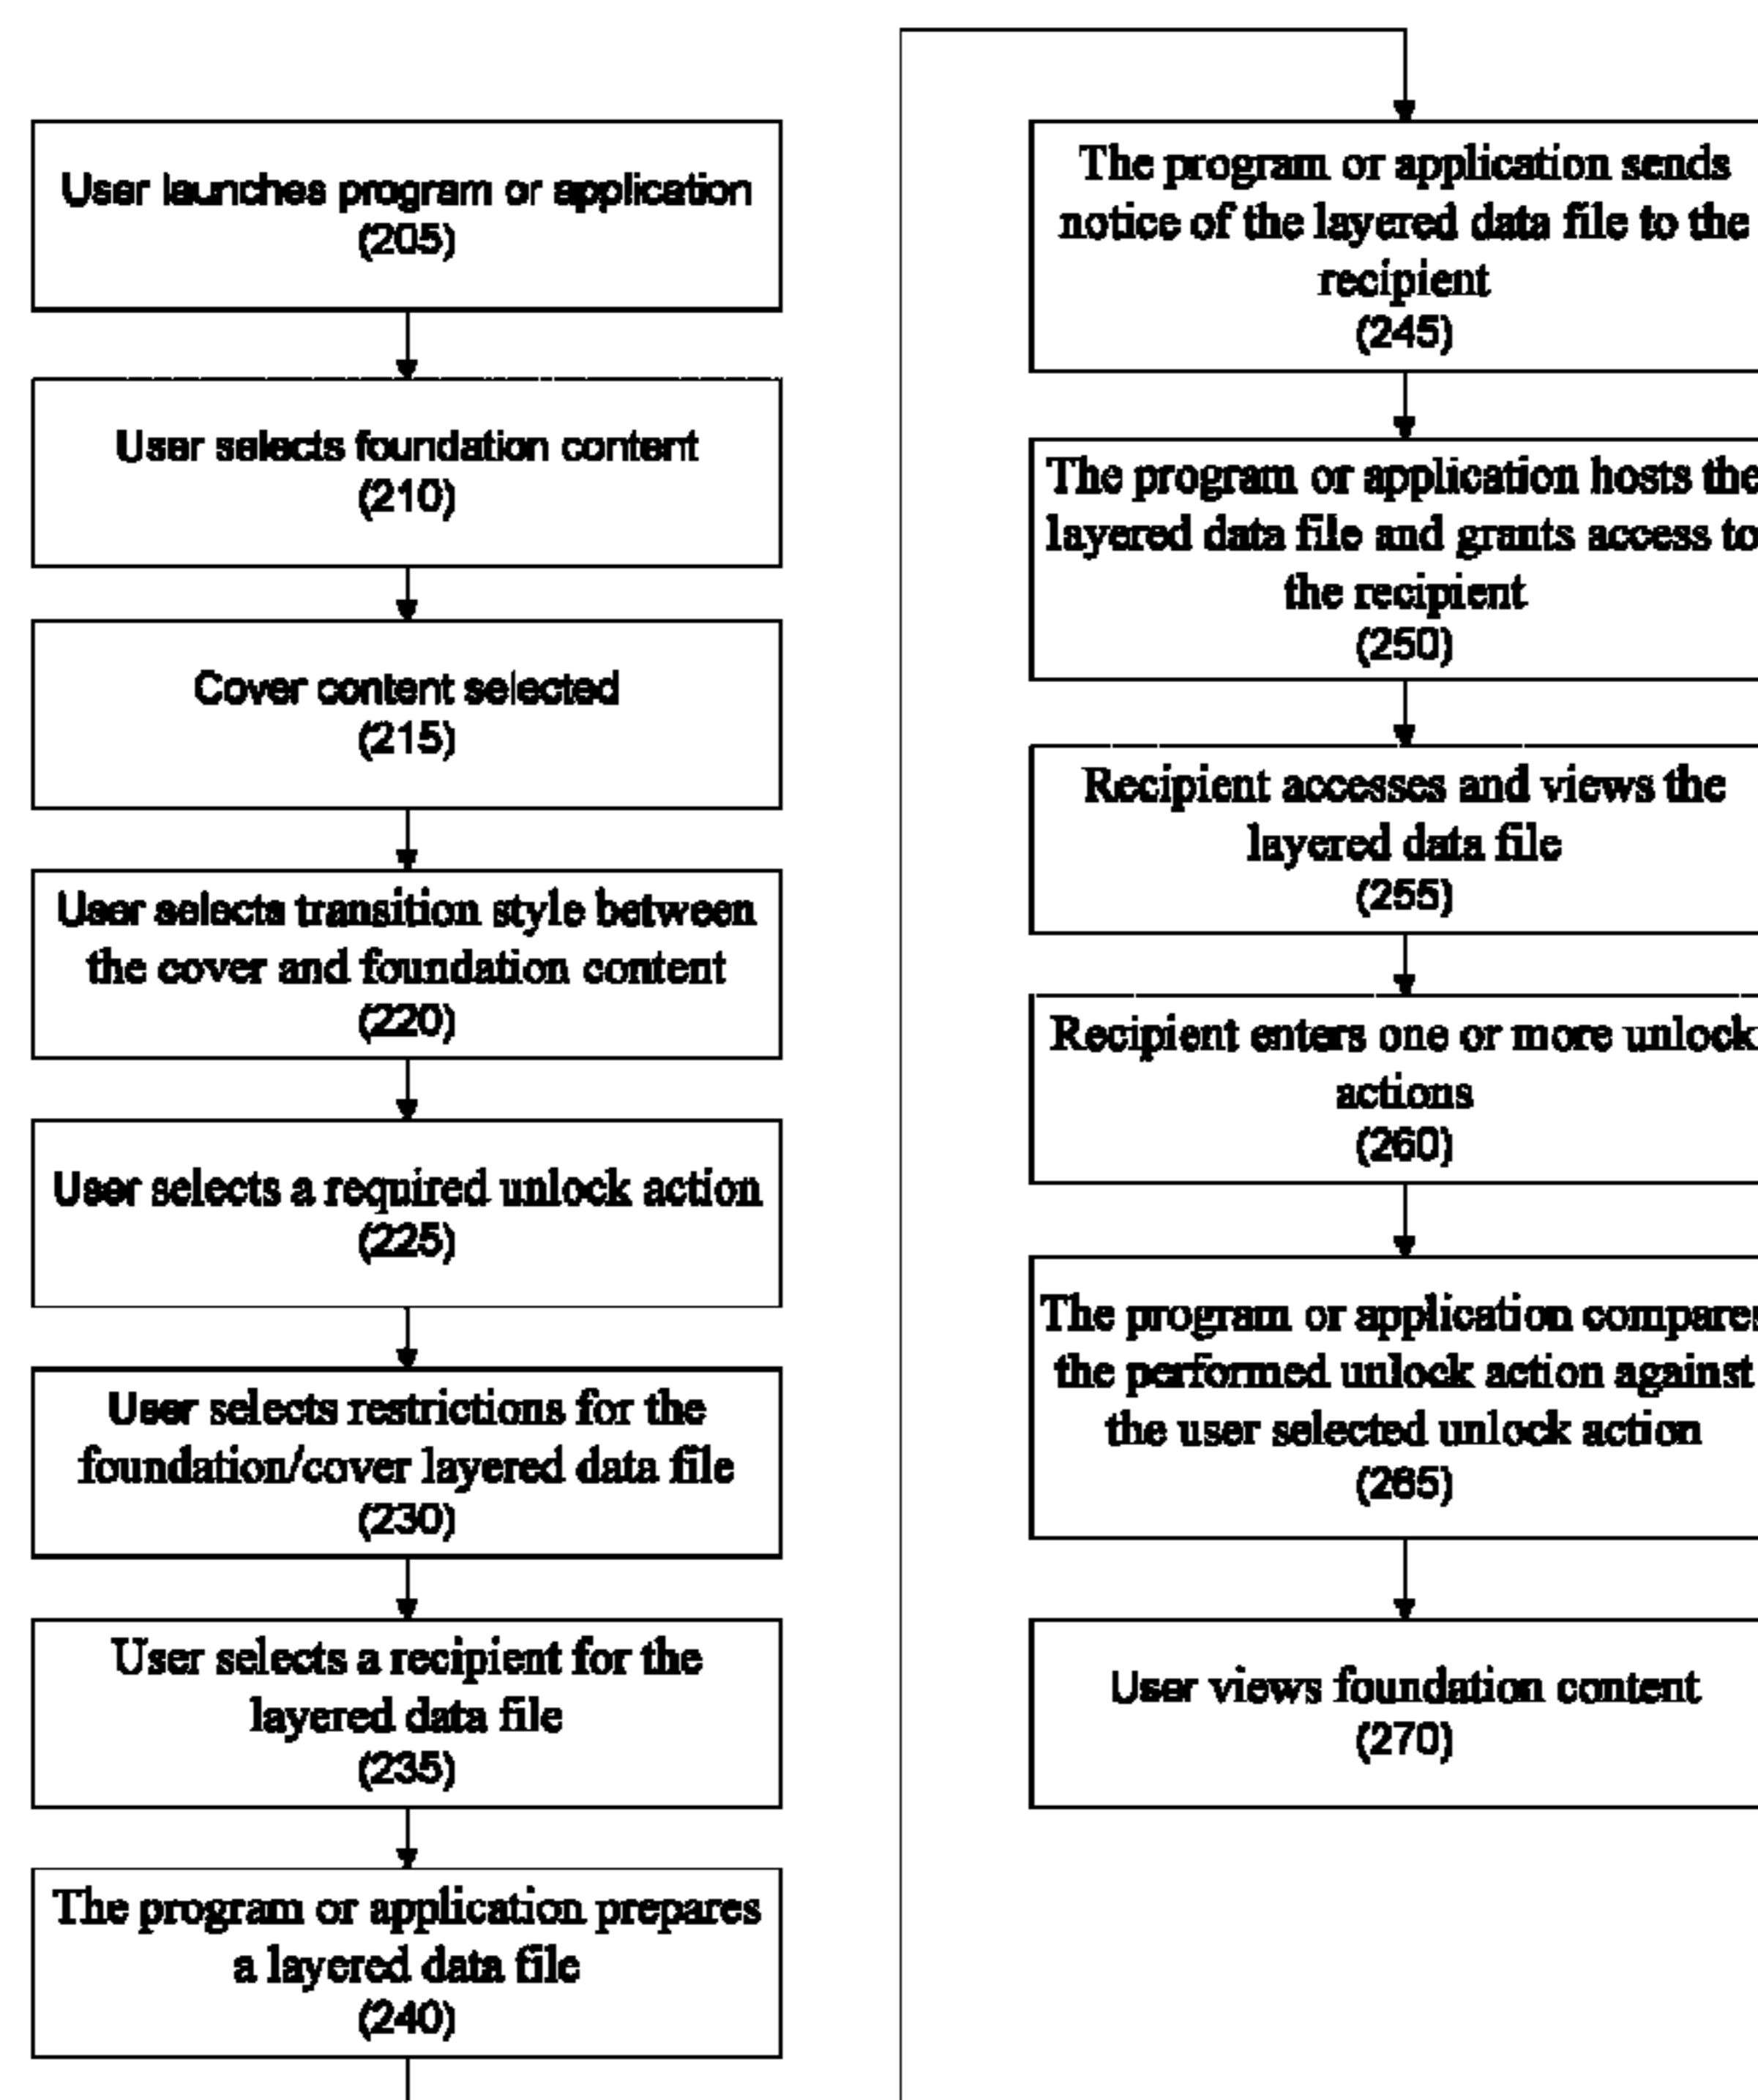 User launches program or application
(205)
User selects foundation content
(210)
Cover content selected
(215)
User selects transition style between
the cover and foundation content
(220)
User selects a required unlock action
(225)
User selects restrictions for the
foundation/cover layered data file
(230)
User selects a recipient for the
layered data file
(235)
The program or application prepares
a layered data file
(240)
The program or application sends
notice of the layered data file to the
recipient
(245)
The program or application hosts the
layered data file and grants access to
the recipient
(250)
Recipient accesses and views the
layered data file
(255)
Recipient enters one or more unlock
actions
(260)
The program or application compares
the performed unlock action against
the user selected unlock action
(265)
User views foundation content
(270)